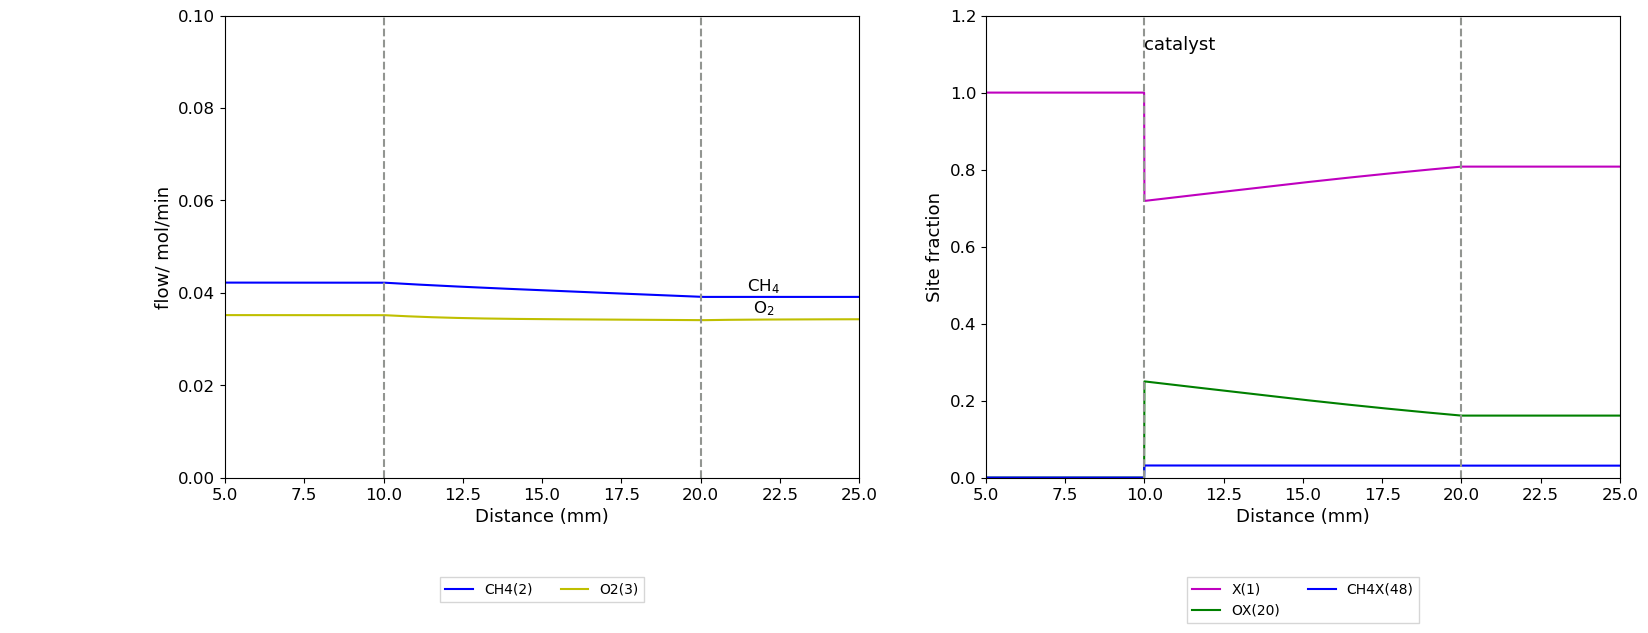 0.10
0.08
0.06
0.04
0.02
0.00
flow/ mol/min
CH4
O2
5.0 7.5 10.0 12.5 15.0 17.5 20.0 22.5 25.0
Distance (mm)
CH4(2) O2(3)
1.2
1.0
0.8
0.6
0.4
0.2
0.0
Site fraction
catalyst
5.0 7.5 10.0 12.5 15.0 17.5 20.0 22.5 25.0
Distance (mm)
X(1) CH4X(48)
OX(20)